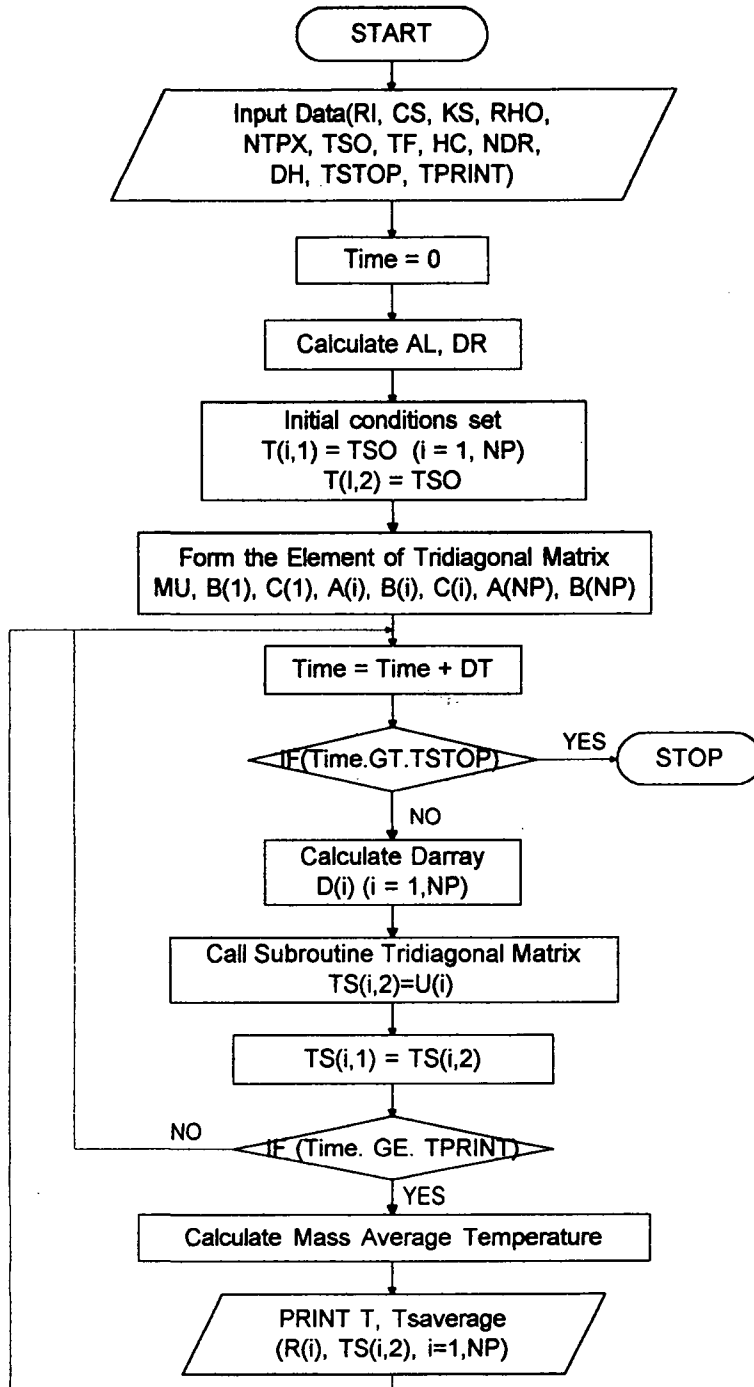 START
Input Data(RI, CS, KS, RHO,
NTPX, TSO, TF, HC, NDR,
DH, TSTOP, TPRINT)
Time = 0
Calculate AL, DR
Initial conditions set
T(i,1) = TSO (i = 1, NP)
T(I,2) = TSO
Form the Element of Tridiagonal Matrix
MU, B(1), C(1), A(i), B(i), C(i), A(NP), B(NP)
Time = Time + DT
IF(Time.GT.TSTOP)
YES
STOP
NO
Calculate Darray
D(i) (i = 1,NP)
Call Subroutine Tridiagonal Matrix
TS(i,2)=U(i)
TS(i,1) = TS(i,2)
NO
IF (Time. GE. TPRINT)
YES
Calculate Mass Average Temperature
PRINT T, Tsaverage
(R(i), TS(i,2), i=1,NP)